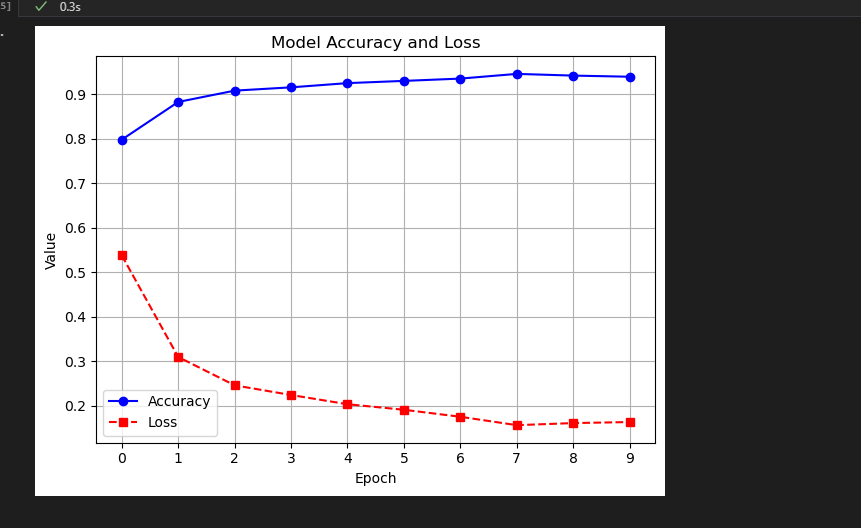 5] ✓ 0.3s
Model Accuracy and Loss
0.9
0.8
0.7
0.6
0.5
0.4
0.3
0.2
Value
Accuracy
Loss
0 1 2 3 4 5 6 7 8 9
Epoch